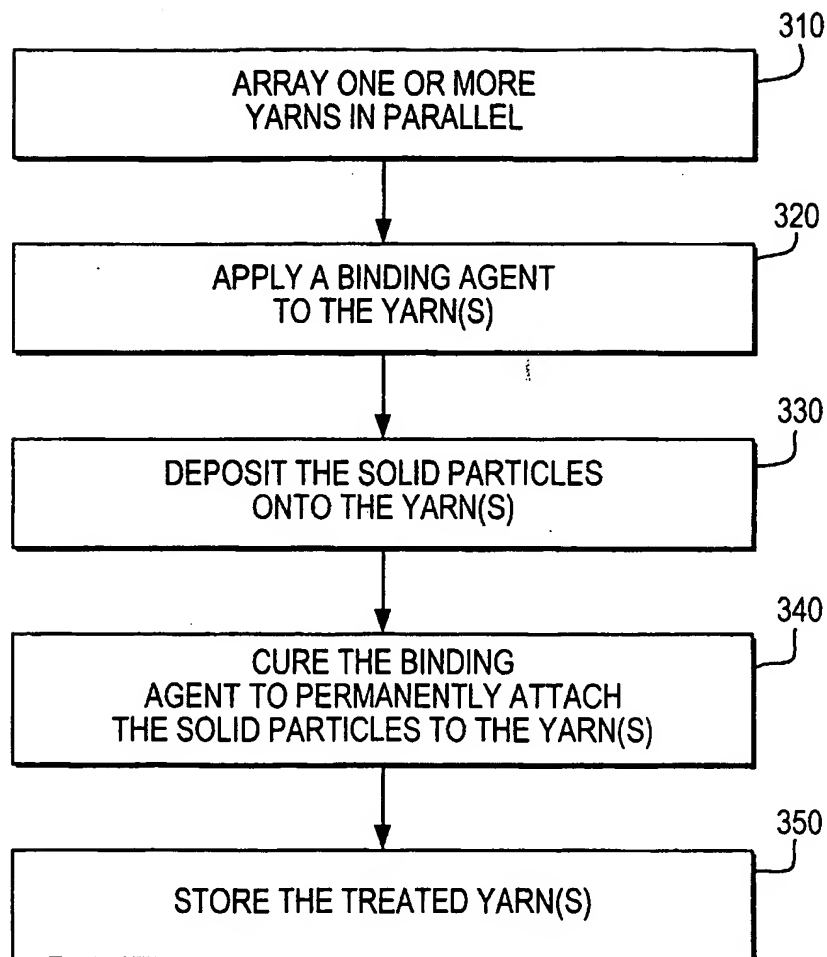 310
ARRAY ONE OR MORE
YARNS IN PARALLEL
320
APPLY A BINDING AGENT
TO THE YARN(S)
330
DEPOSIT THE SOLID PARTICLES
ONTO THE YARN(S)
340
CURE THE BINDING
AGENT TO PERMANENTLY ATTACH
THE SOLID PARTICLES TO THE YARN(S)
350
STORE THE TREATED YARN(S)